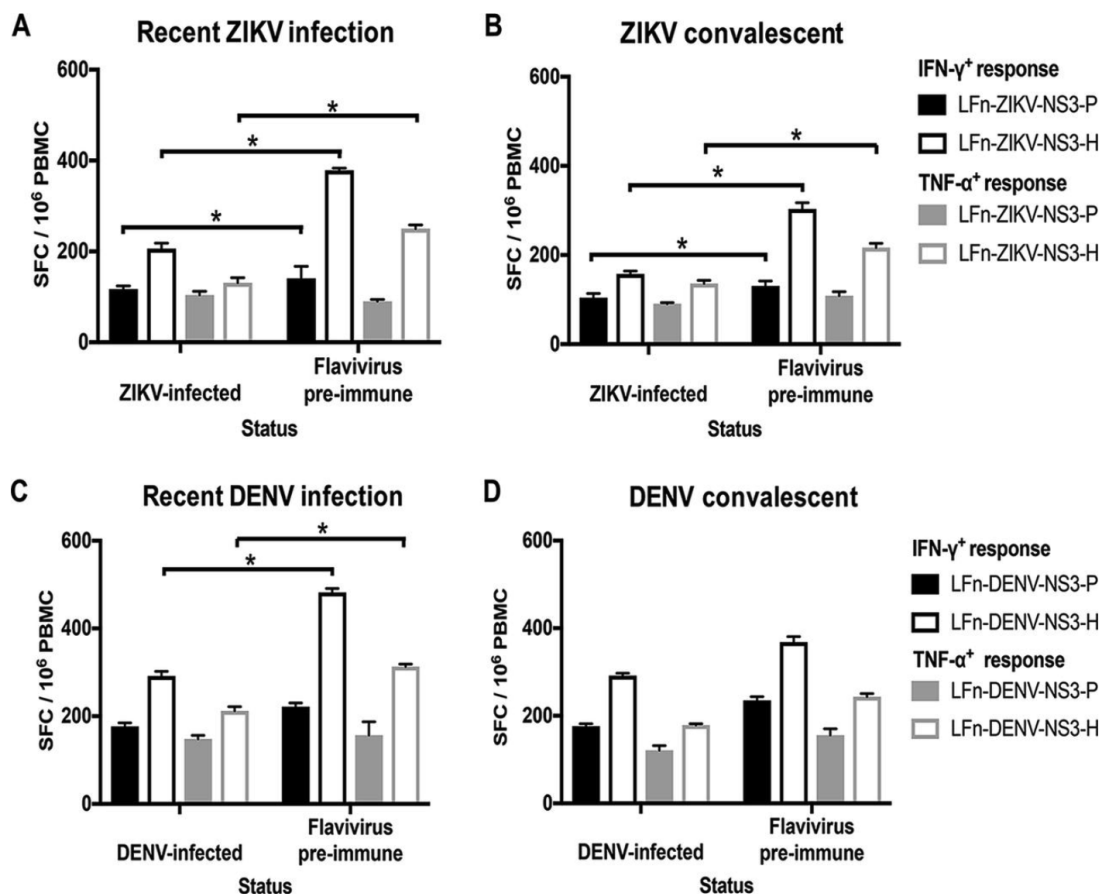 A
Recent ZIKV infection
SFC / 10⁶ PBMC
600
400
200
0
*
*
*
ZIKV-infected
Flavivirus
pre-immune
Status
B
ZIKV convalescent
SFC / 10⁶ PBMC
600
400
200
0
*
*
*
ZIKV-infected
Flavivirus
pre-immune
Status
IFN-γ⁺ response
LFn-ZIKV-NS3-P
LFn-ZIKV-NS3-H
TNF-α⁺ response
LFn-ZIKV-NS3-P
LFn-ZIKV-NS3-H
C
Recent DENV infection
SFC / 10⁶ PBMC
600
400
200
0
*
*
DENV-infected
Flavivirus
pre-immune
Status
D
DENV convalescent
SFC / 10⁶ PBMC
600
400
200
0
DENV-infected
Flavivirus
pre-immune
Status
IFN-γ⁺ response
LFn-DENV-NS3-P
LFn-DENV-NS3-H
TNF-α⁺ response
LFn-DENV-NS3-P
LFn-DENV-NS3-H